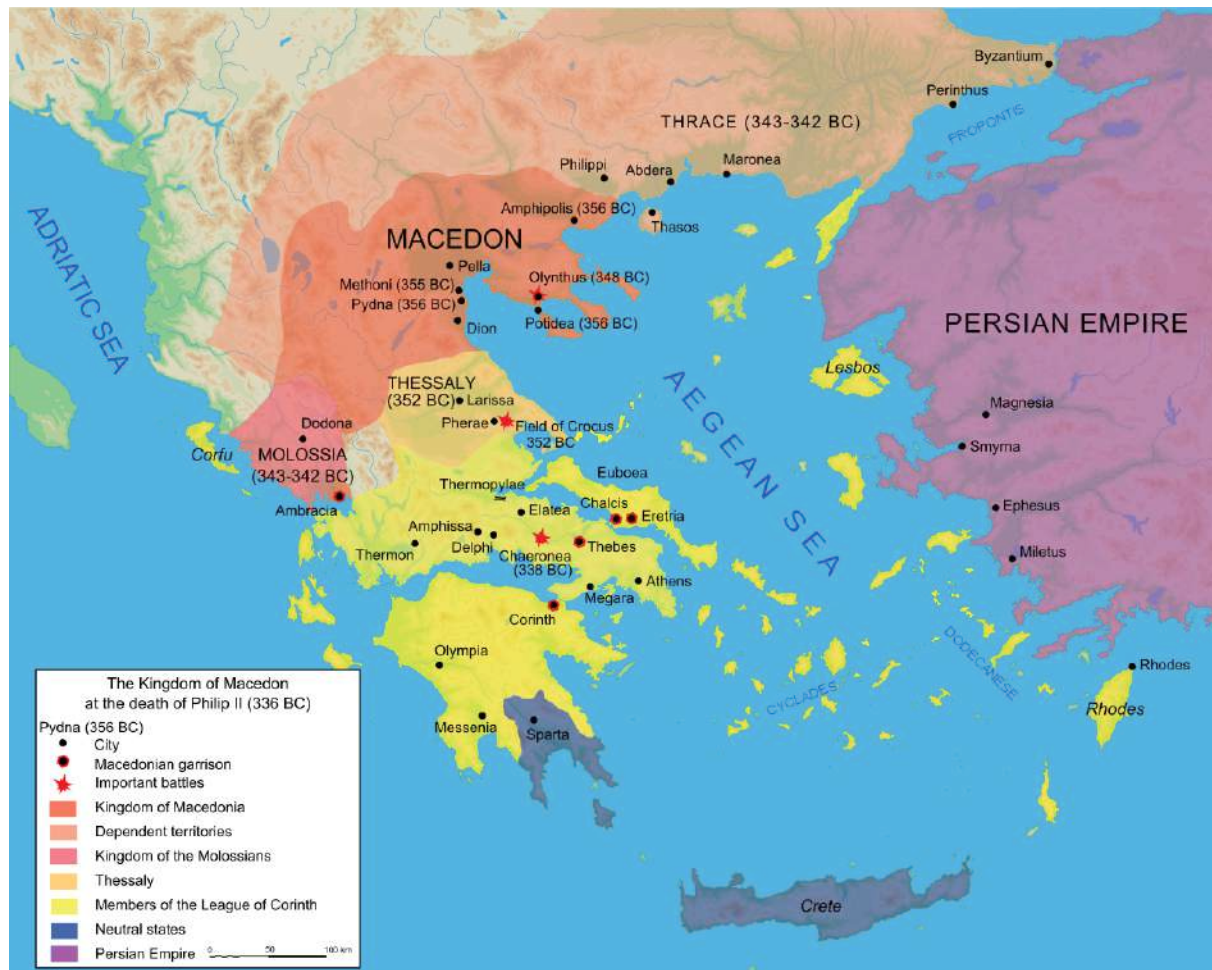 Byzantium
Perinthus
PROPONTIS
THRACE (343-342 BC)
Philippi
Abdera
Maronea
Amphipolis (356 BC)
Thasos
ADRIATIC SEA
MACEDON
Pella
Olynthus (348 BC)
Methoni (355 BC)
Pydna (356 BC)
Potidea (356 BC)
Dion
PERSIAN EMPIRE
THESSALY
(352 BC)
Larissa
Lesbos
AEGEAN SEA
Magnesia
Pherae
Field of Crocus
352 BC
Dodona
Corfu
MOLOSSIA
(343-342 BC)
Smyrna
Euboea
Thermopylae
Chalcis
Ambracia
Elatea
Eretria
Ephesus
Amphissa
Delphi
Thermon
Chaeronea
(338 BC)
Thebes
Miletus
Athens
Megara
Corinth
Olympia
DODECANESE
Rhodes
CYCLADES
Rhodes
Messenia
Sparta
Crete
The Kingdom of Macedon
at the death of Philip II (336 BC)
Pydna (356 BC)
City
Macedonian garrison
Important battles
Kingdom of Macedonia
Dependent territories
Kingdom of the Molossians
Thessaly
Members of the League of Corinth
Neutral states
Persian Empire
0 50 100 km